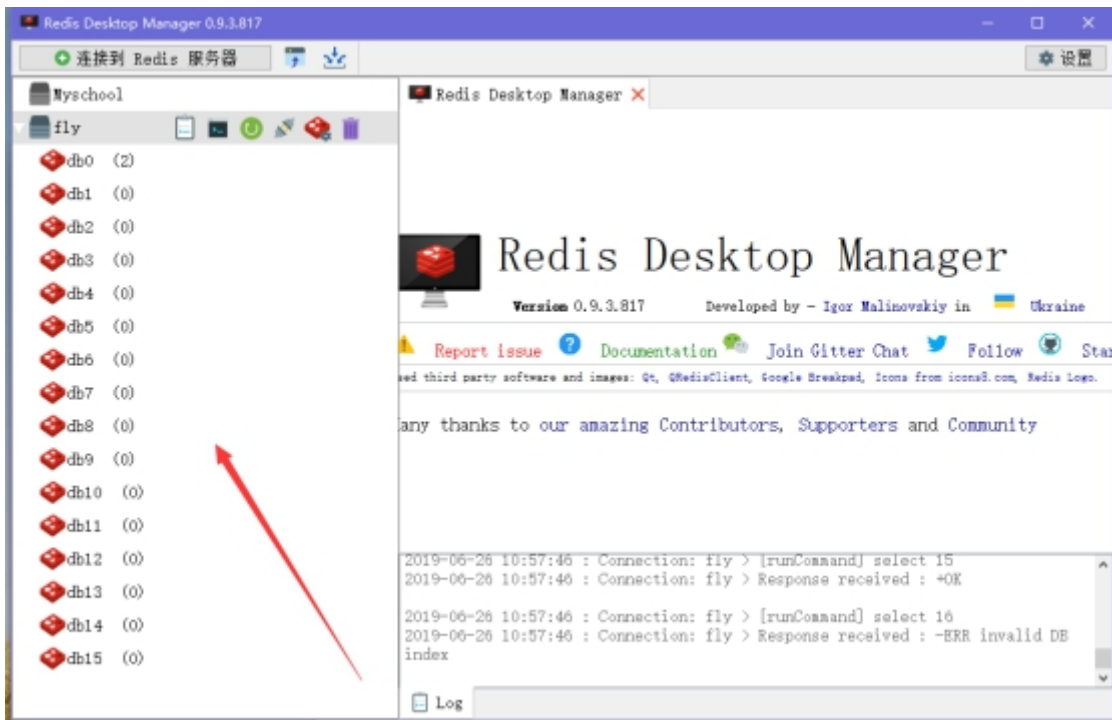 Redis Desktop Manager 0.9.3.817
连接到 Redis 服务器
设置
Myschool
fly
db0 (2)
db1 (0)
db2 (0)
db3 (0)
db4 (0)
db5 (0)
db6 (0)
db7 (0)
db8 (0)
db9 (0)
db10 (0)
db11 (0)
db12 (0)
db13 (0)
db14 (0)
db15 (0)
Redis Desktop Manager
Redis Desktop Manager
Version 0.9.3.817 Developed by - Igor Malinovskiy in Ukraine
Report issue Documentation Join Gitter Chat Follow Star
sed third party software and images: Qt, QRedisClient, Google Breakpad, Icons from icons8.com, Redis Logo.
any thanks to our amazing Contributors, Supporters and Community
2019-06-26 10:57:46 : Connection: fly > [runCommand] select 15
2019-06-26 10:57:46 : Connection: fly > Response received : +OK
2019-06-26 10:57:46 : Connection: fly > [runCommand] select 16
2019-06-26 10:57:46 : Connection: fly > Response received : -ERR invalid DB
index
Log